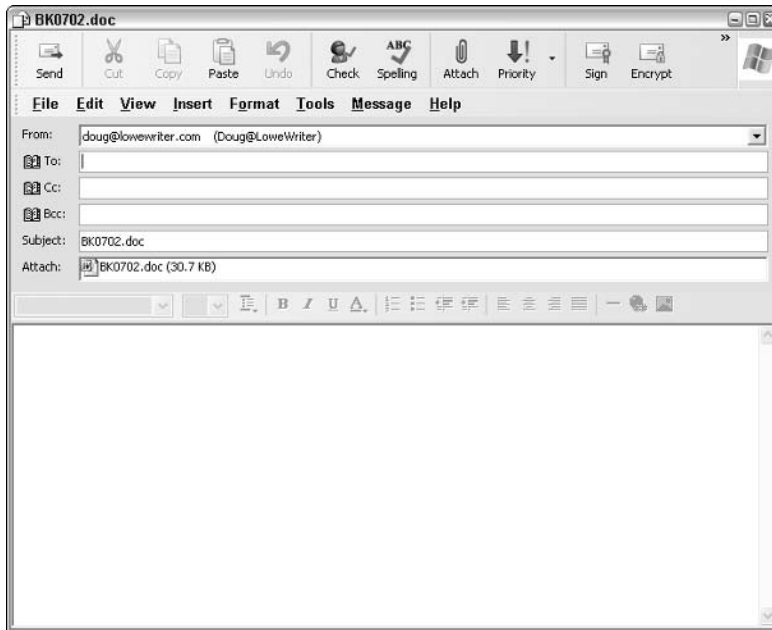 BK0702.doc
Send Cut Copy Paste Undo Check ABC Spelling Attach Priority Sign Encrypt »
File Edit View Insert Format Tools Message Help
From: doug@lowewriter.com (Doug@LoweWriter)
To:
Cc:
Bcc:
Subject: BK0702.doc
Attach: BK0702.doc (30.7 KB)
B I U A